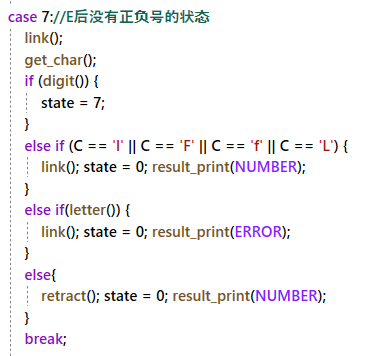 case 7://E后没有正负号的状态
link();
get_char();
if (digit()) {
state = 7;
}
else if (C == 'l' || C == 'F' || C == 'f' || C == 'L') {
link(); state = 0; result_print(NUMBER);
}
else if(letter()) {
link(); state = 0; result_print(ERROR);
}
else{
retract(); state = 0; result_print(NUMBER);
}
break;